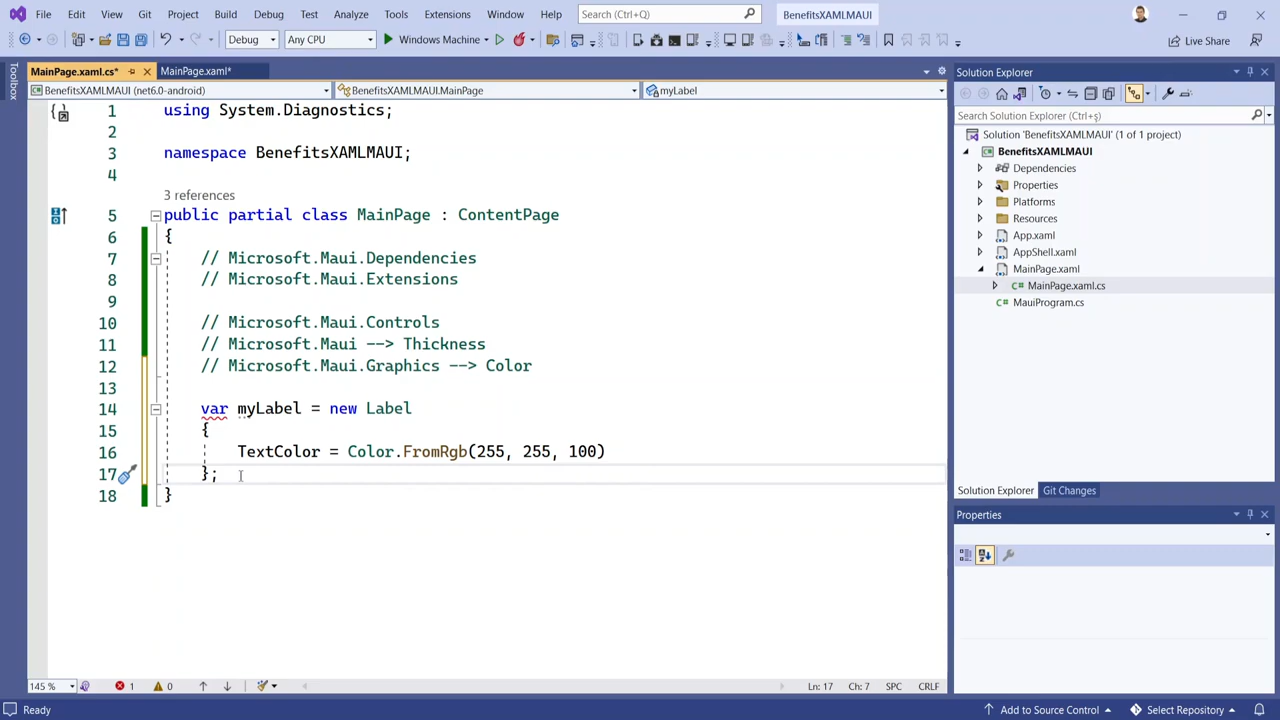 File Edit View Git Project Build Debug Test Analyze Tools Extensions Window Help Search (Ctrl+Q) BenefitsXAMLMAUI
Debug Any CPU Windows Machine Live Share
Toolbox
MainPage.xaml.cs* MainPage.xaml*
BenefitsXAMLMAUI (net6.0-android) BenefitsXAMLMAUI.MainPage myLabel
1 using System.Diagnostics;
2
3 namespace BenefitsXAMLMAUI;
4
3 references
5 public partial class MainPage : ContentPage
6 {
7 // Microsoft.Maui.Dependencies
8 // Microsoft.Maui.Extensions
9
10 // Microsoft.Maui.Controls
11 // Microsoft.Maui --> Thickness
12 // Microsoft.Maui.Graphics --> Color
13
14 var myLabel = new Label
15 {
16 TextColor = Color.FromRgb(255, 255, 100)
17 };
18 }
145 % 1 0 Ln: 17 Ch: 7 SPC CRLF
Solution Explorer
Search Solution Explorer (Ctrl+ş)
Solution 'BenefitsXAMLMAUI' (1 of 1 project)
BenefitsXAMLMAUI
Dependencies
Properties
Platforms
Resources
App.xaml
AppShell.xaml
MainPage.xaml
C# MainPage.xaml.cs
C# MauiProgram.cs
Solution Explorer Git Changes
Properties
Ready Add to Source Control Select Repository